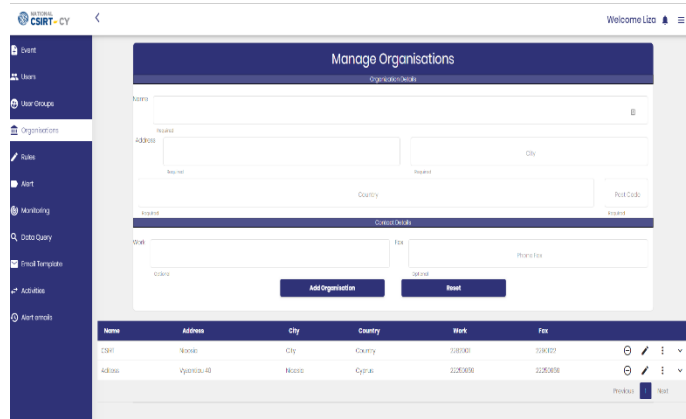 NATIONAL
CSIRT-CY
Welcome Liza
Event
Users
User Groups
Organisations
Rules
Alert
Monitoring
Data Query
Email Template
Activities
Alert emails
Manage Organisations
Organisation Details
Name
Required
Address
City
Required
Required
Country
Post Code
Required
Required
Contact Details
Work
Fax
Phone Fax
Optional
Add Organisation
Reset
Name Address City Country Work Fax
CSIRT Nicosia City Country
Nicosia Cyprus 22250050 22250050
Previous 1 Next